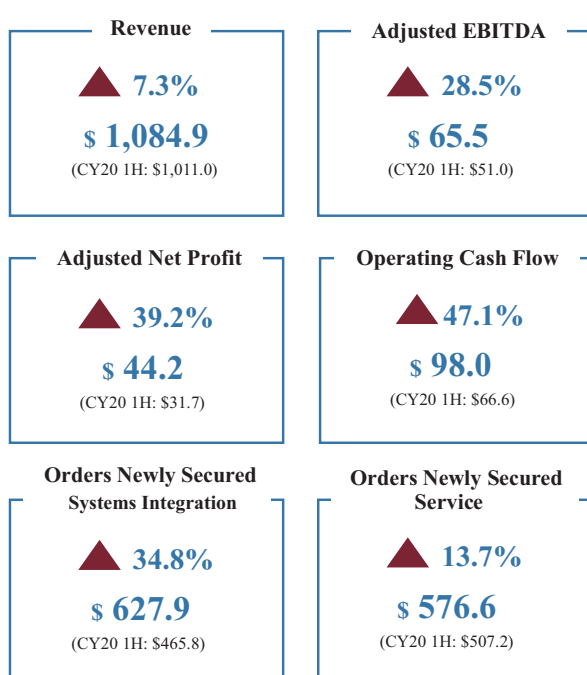 Revenue
7.3%
$ 1,084.9
(CY20 1H: $1,011.0)
Adjusted EBITDA
28.5%
$ 65.5
(CY20 1H: $51.0)
Adjusted Net Profit
39.2%
$ 44.2
(CY20 1H: $31.7)
Operating Cash Flow
47.1%
$ 98.0
(CY20 1H: $66.6)
Orders Newly Secured
Systems Integration
34.8%
$ 627.9
(CY20 1H: $465.8)
Orders Newly Secured
Service
13.7%
$ 576.6
(CY20 1H: $507.2)